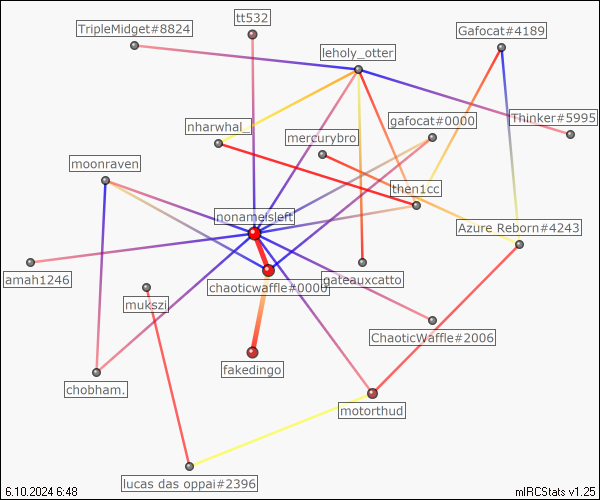 tt532
TripleMidget#8824
Gafocat#4189
leholy_otter
nharwhal_
mercurybro
gafocat#0000
Thinker#5995
moonraven
then1cc
nonameisleft
Azure Reborn#4243
amah1246
chaoticwaffle#0000
gateauxcatto
mukszi
ChaoticWaffle#2006
fakedingo
chobham.
motorthud
lucas das oppai#2396
6.10.2024 6:48
mIRCStats v1.25